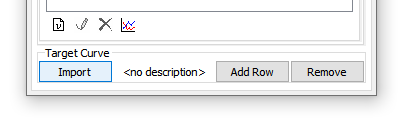 Target Curve
Import <no description> Add Row Remove